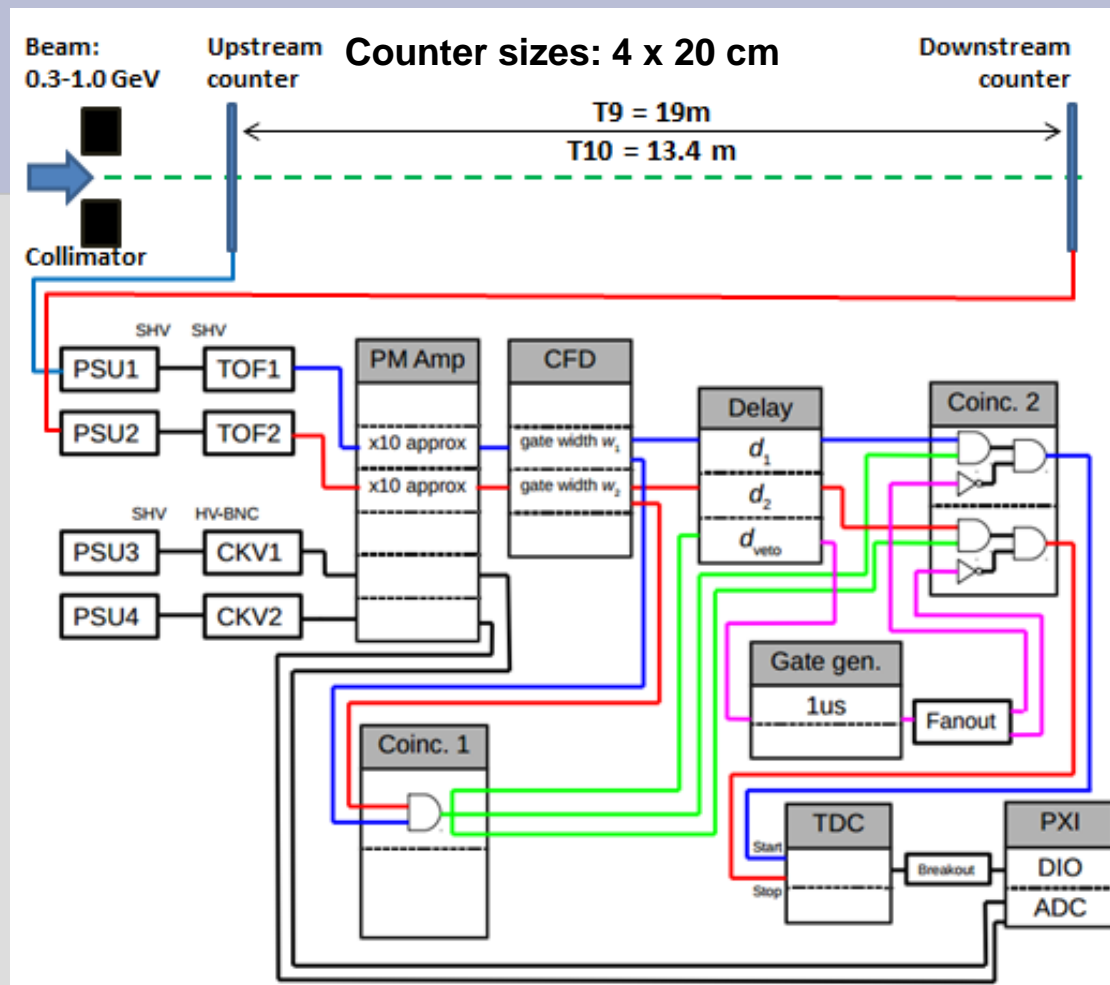 Beam:
0.3-1.0 GeV
Upstream
counter
Counter sizes: 4 x 20 cm
Downstream
counter
T9 = 19m
T10 = 13.4 m
Collimator
SHV SHV
PSU1
TOF1
PSU2
TOF2
SHV HV-BNC
PSU3
CKV1
PSU4
CKV2
PM Amp
x10 approx
x10 approx
CFD
gate width w₁
gate width w₂
Delay
d₁
d₂
d_veto
Coinc. 2
Gate gen.
1us
Fanout
Coinc. 1
TDC
Start
Stop
Breakout
PXI
DIO
ADC